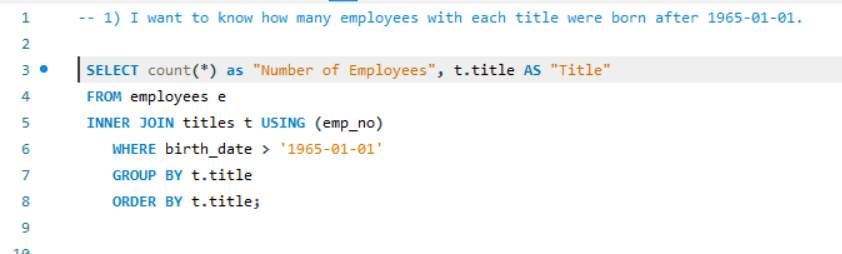 1 -- 1) I want to know how many employees with each title were born after 1965-01-01.
2
3 SELECT count(*) as "Number of Employees", t.title AS "Title"
4 FROM employees e
5 INNER JOIN titles t USING (emp_no)
6 WHERE birth_date > '1965-01-01'
7 GROUP BY t.title
8 ORDER BY t.title;
9
10